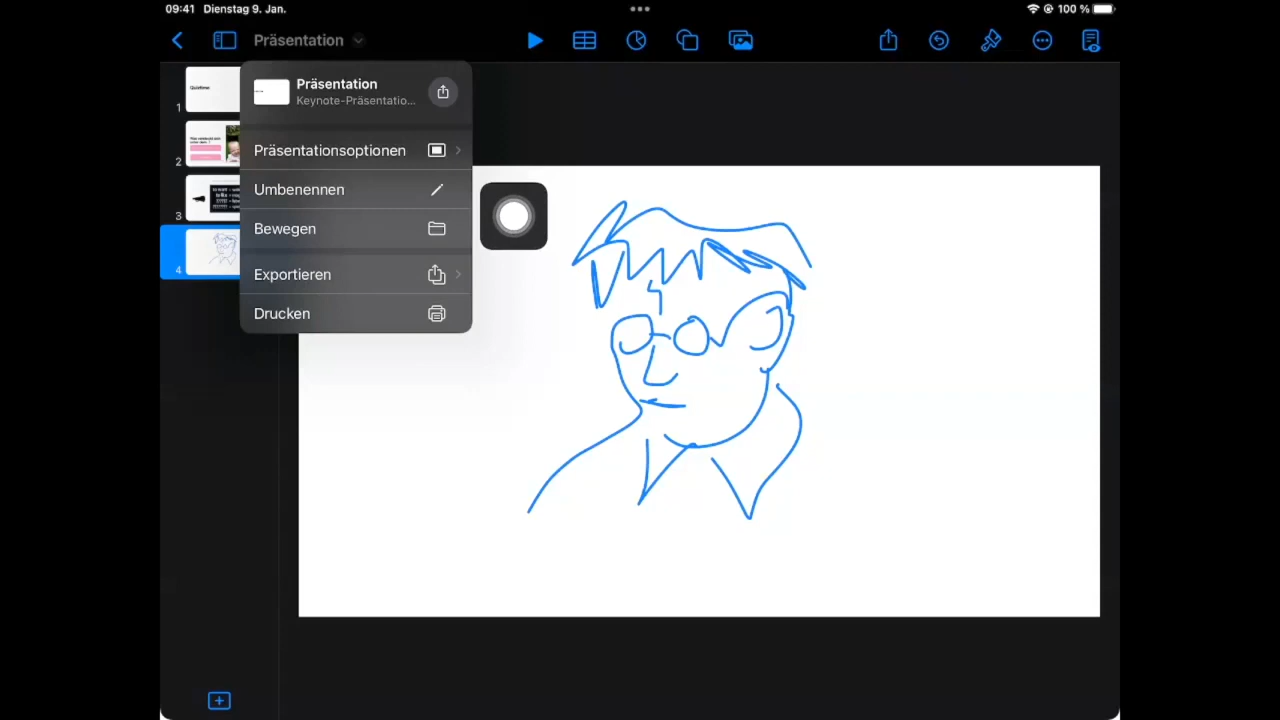 09:41 Dienstag 9. Jan.
100 %
Präsentation
Präsentation
Keynote-Präsentatio...
Präsentationsoptionen
Umbenennen
Bewegen
Exportieren
Drucken
1
2
3
4